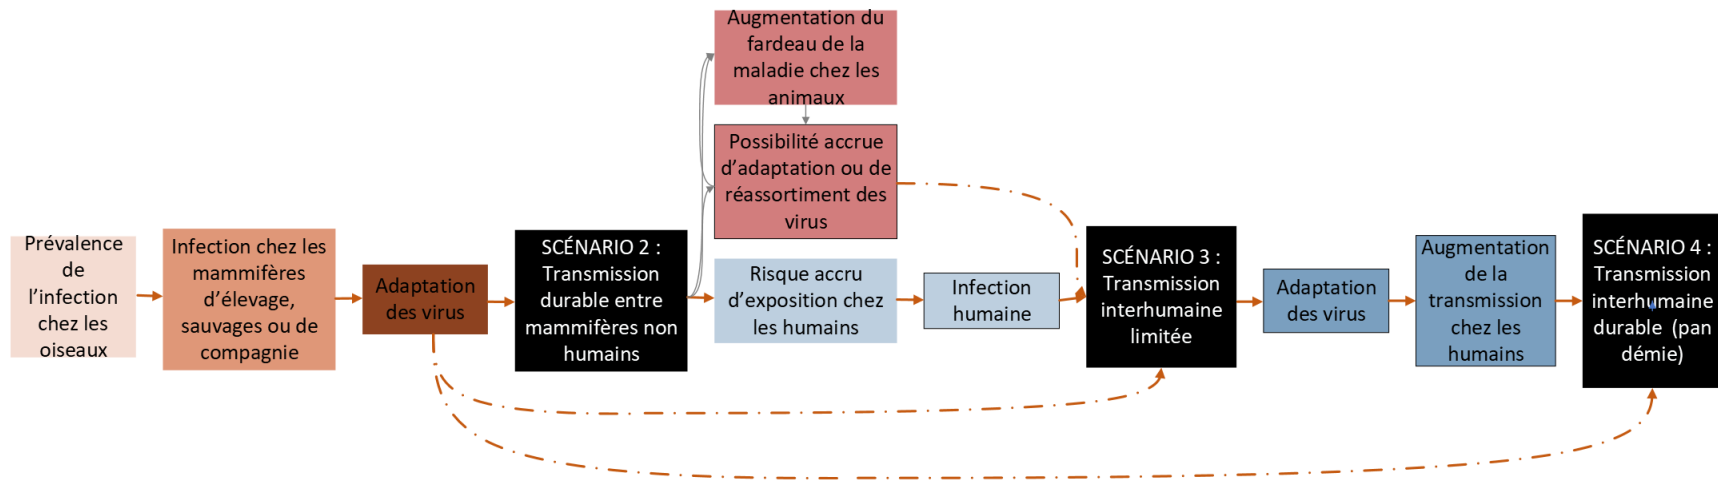 Prévalence
de
l’infection
chez les
oiseaux
Infection chez les
mammifères
d’élevage,
sauvages ou de
compagnie
Adaptation
des virus
SCÉNARIO 2 :
Transmission
durable entre
mammifères non
humains
Augmentation du
fardeau de la
maladie chez les
animaux
Possibilité accrue
d’adaptation ou de
réassortiment des
virus
Risque accru
d’exposition chez
les humains
Infection
humaine
SCÉNARIO 3 :
Transmission
interhumaine
limitée
Adaptation
des virus
Augmentation
de la
transmission
chez les
humains
SCÉNARIO 4 :
Transmission
interhumaine
durable (pan
démie)